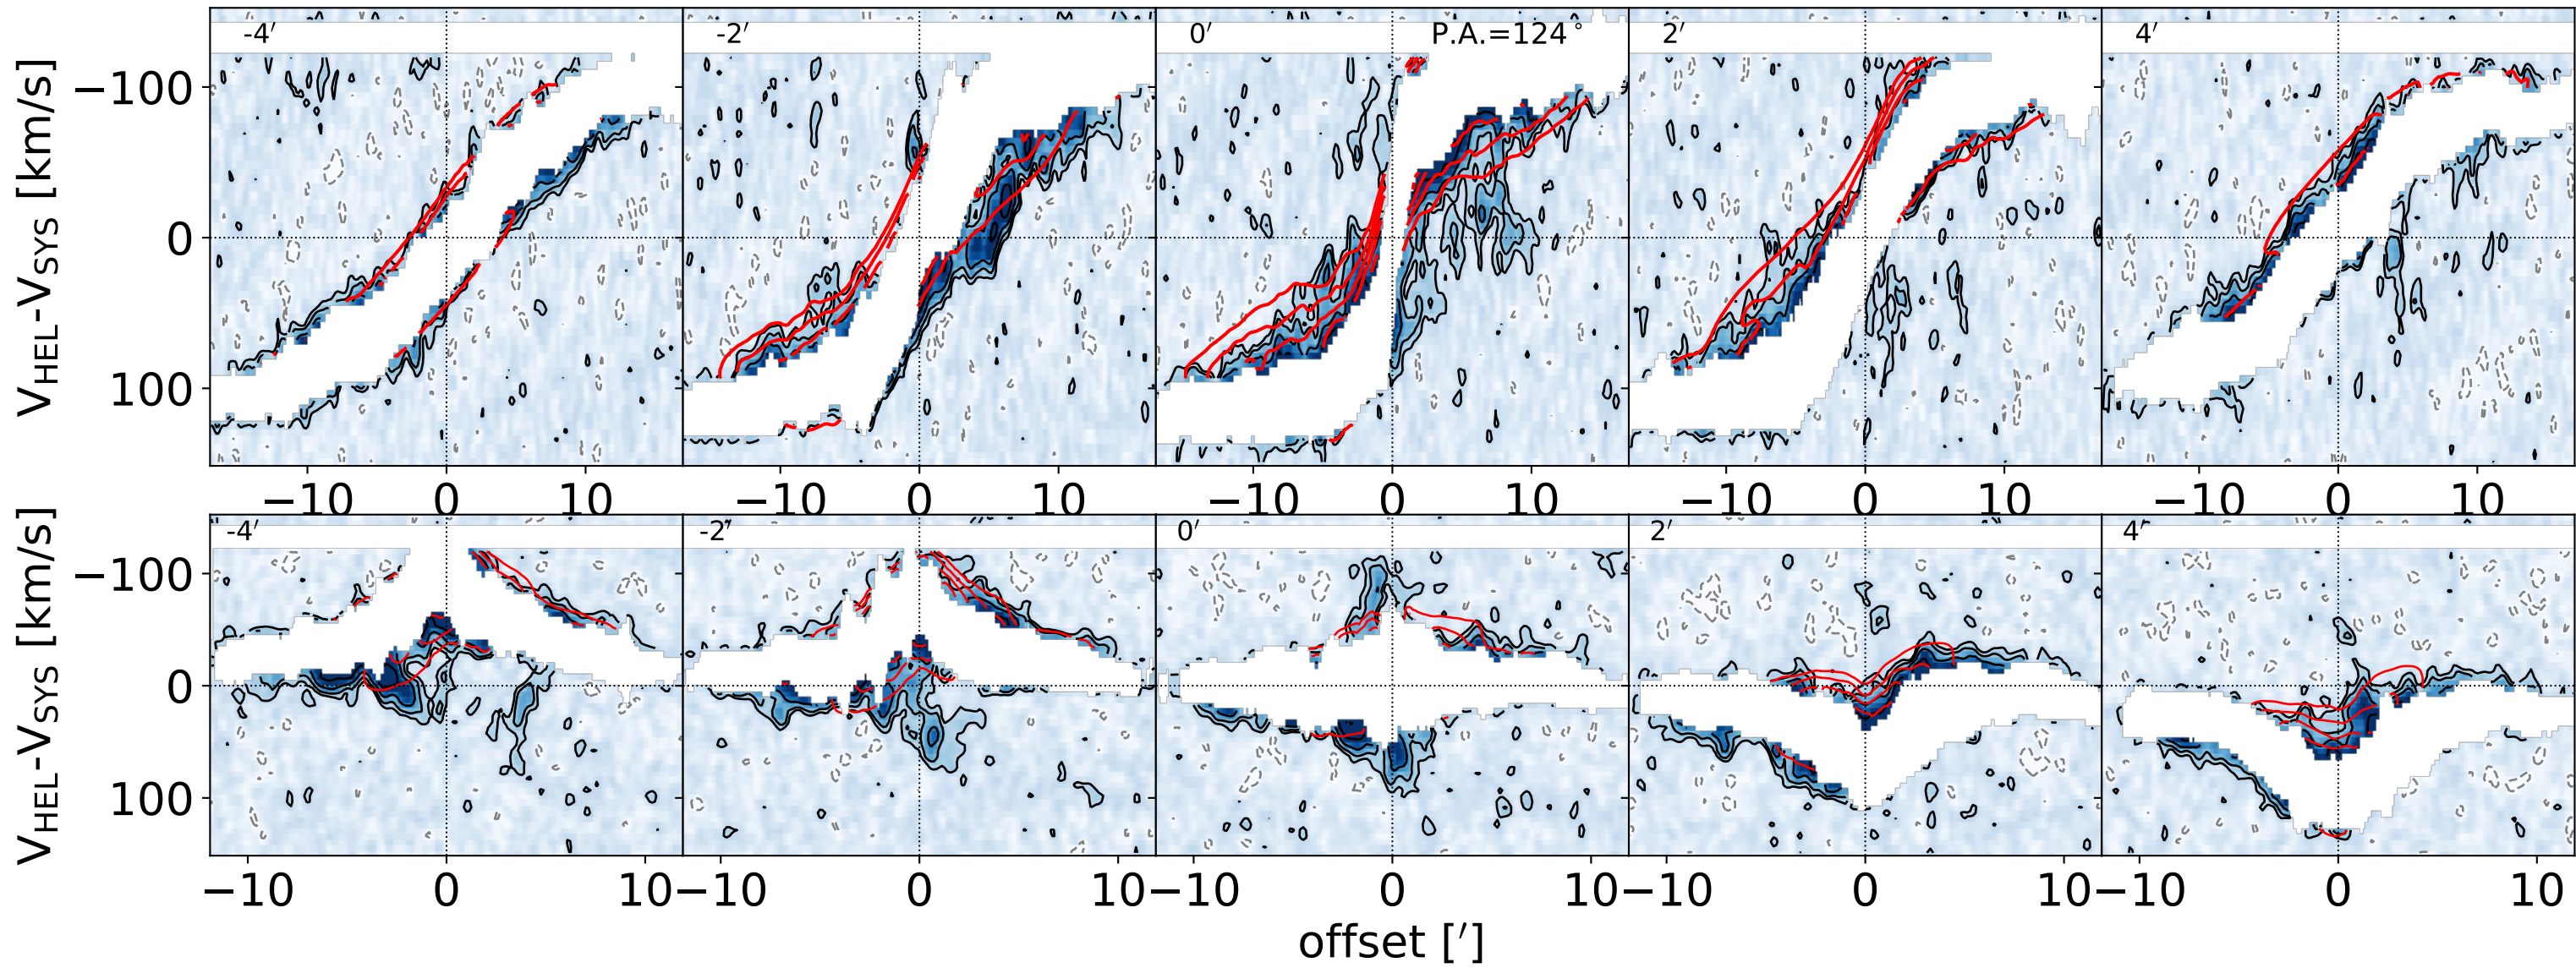 -4′ -2′ 0′ P.A.=124° 2′ 4′
V_HEL-V_SYS [km/s]
−100
0
100
−10 0 10 −10 0 10 −10 0 10 −10 0 10 −10 0 10
-4′ -2′ 0′ 2′ 4′
V_HEL-V_SYS [km/s]
−100
0
100
−10 0 10 −10 0 10 −10 0 10 −10 0 10 −10 0 10
offset [′]